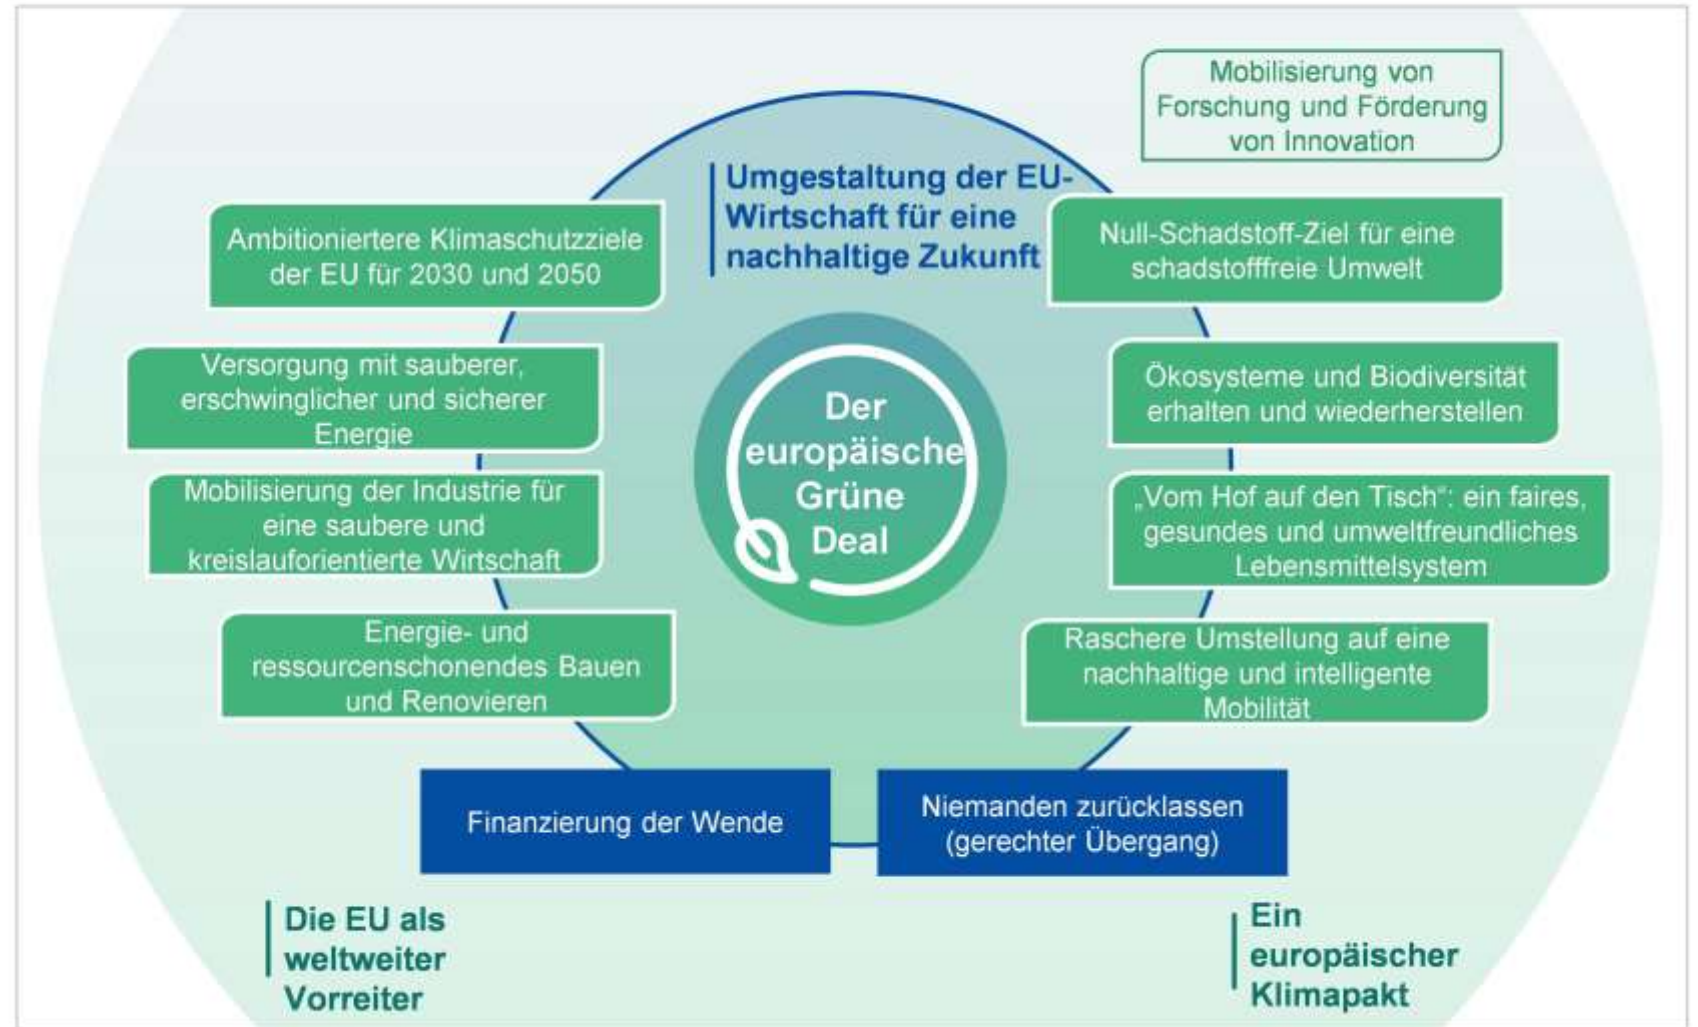 Mobilisierung von
Forschung und Förderung
von Innovation
Umgestaltung der EU-
Wirtschaft für eine
nachhaltige Zukunft
Ambitioniertere Klimaschutzziele
der EU für 2030 und 2050
Null-Schadstoff-Ziel für eine
schadstofffreie Umwelt
Versorgung mit sauberer,
erschwinglicher und sicherer
Energie
Ökosysteme und Biodiversität
erhalten und wiederherstellen
Der
europäische
Grüne
Deal
Mobilisierung der Industrie für
eine saubere und
kreislauforientierte Wirtschaft
„Vom Hof auf den Tisch“: ein faires,
gesundes und umweltfreundliches
Lebensmittelsystem
Energie- und
ressourcenschonendes Bauen
und Renovieren
Raschere Umstellung auf eine
nachhaltige und intelligente
Mobilität
Finanzierung der Wende
Niemanden zurücklassen
(gerechter Übergang)
Die EU als
weltweiter
Vorreiter
Ein
europäischer
Klimapakt